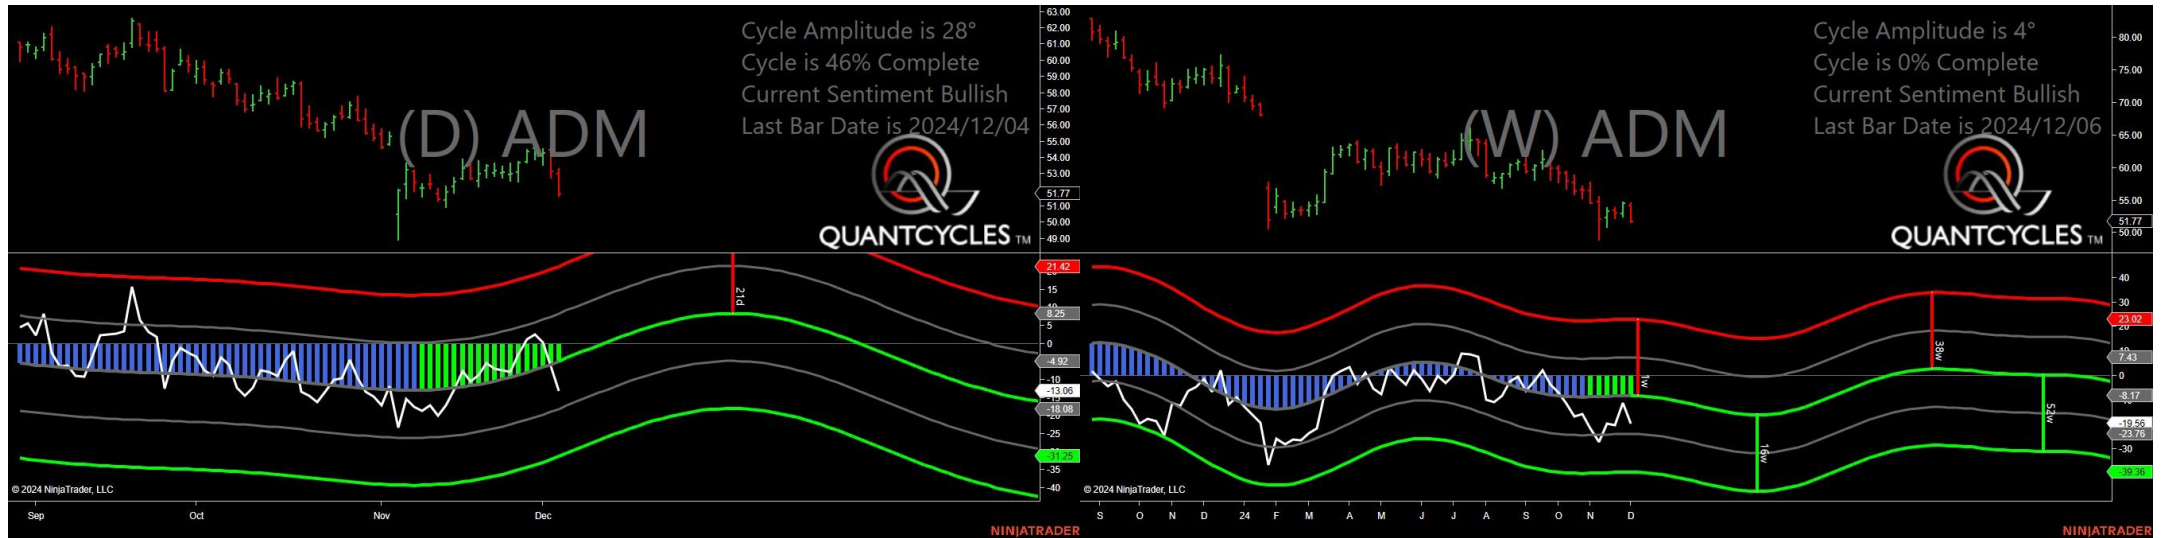 Cycle Amplitude is 28°
Cycle is 46% Complete
Current Sentiment Bullish
Last Bar Date is 2024/12/04
(D) ADM
QUANTCYCLES TM
63.00
62.00
61.00
60.00
59.00
58.00
57.00
56.00
55.00
54.00
53.00
51.77
51.00
50.00
49.00
21.42
15
8.25
5
0
-4.92
-10
-13.06
-18.08
-25
-31.25
-35
-40
21d
© 2024 NinjaTrader, LLC
Sep Oct Nov Dec
NINJATRADER
Cycle Amplitude is 4°
Cycle is 0% Complete
Current Sentiment Bullish
Last Bar Date is 2024/12/06
(W) ADM
QUANTCYCLES TM
80.00
75.00
70.00
65.00
60.00
55.00
51.77
50.00
40
30
23.02
20
7.43
0
-8.17
-19.56
-23.76
-30
-39.36
1w
16w
38w
52w
© 2024 NinjaTrader, LLC
S O N D 24 F M A M J J A S O N D
NINJATRADER